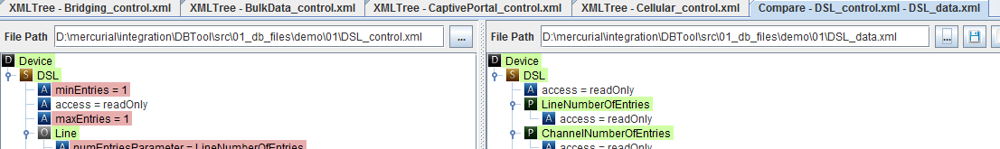 XMLTree - Bridging_control.xml XMLTree - BulkData_control.xml XMLTree - CaptivePortal_control.xml XMLTree - Cellular_control.xml Compare - DSL_control.xml - DSL_data.xml
File Path D:\mercurial\integration\DBTool\src\01_db_files\demo\01\DSL_control.xml ...
D Device
S DSL
A minEntries = 1
A access = readOnly
A maxEntries = 1
O Line
A numEntriesParameter = LineNumberOfEntries
File Path D:\mercurial\integration\DBTool\src\01_db_files\demo\01\DSL_data.xml ...
D Device
S DSL
A access = readOnly
P LineNumberOfEntries
A access = readOnly
P ChannelNumberOfEntries
A access = readOnly